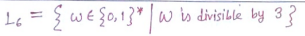 L₆ = { ω ∈ {0,1}* | ω is divisible by 3 }